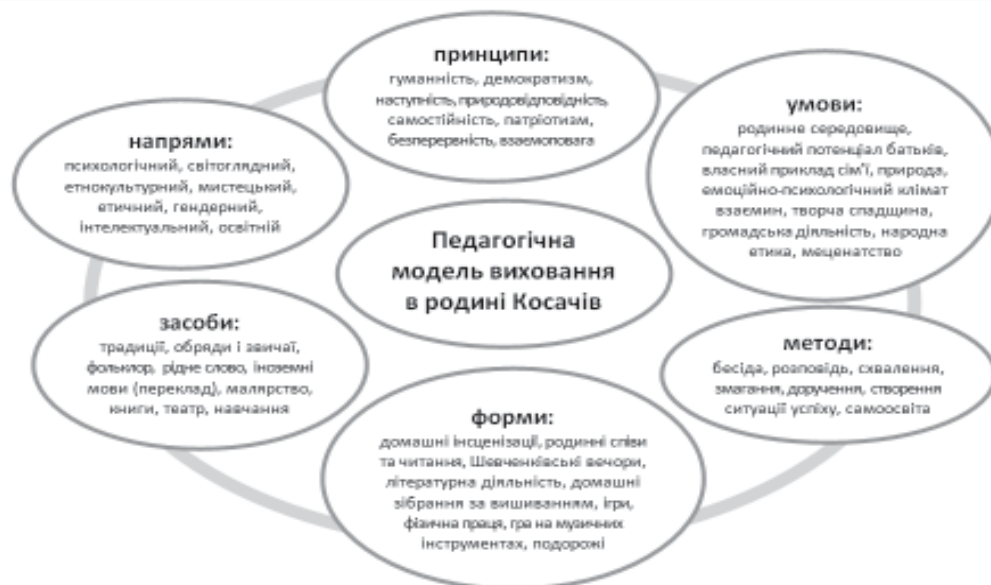 принципи:
гуманність, демократизм,
наступність, природовідповідність,
самостійність, патріотизм,
безперервність, взаємоповага
умови:
родинне середовище,
педагогічний потенціал батьків,
власний приклад сім'ї, природа,
емоційно-психологічний клімат
взаємин, творча спадщина,
громадська діяльність, народна
етика, меценатство
напрями:
психологічний, світоглядний,
етнокультурний, мистецький,
етичний, гендерний,
інтелектуальний, освітній
Педагогічна
модель виховання
в родині Косачів
засоби:
традиції, обряди і звичаї,
фольклор, рідне слово, іноземні
мови (переклад), малярство,
книги, театр, навчання
методи:
бесіда, розповідь, схвалення,
змагання, доручення, створення
ситуації успіху, самоосвіта
форми:
домашні інсценізації, родинні співи
та читання, Шевченківські вечори,
літературна діяльність, домашні
зібрання за вишиванням, ігри,
фізична праця, гра на музичних
інструментах, подорожі